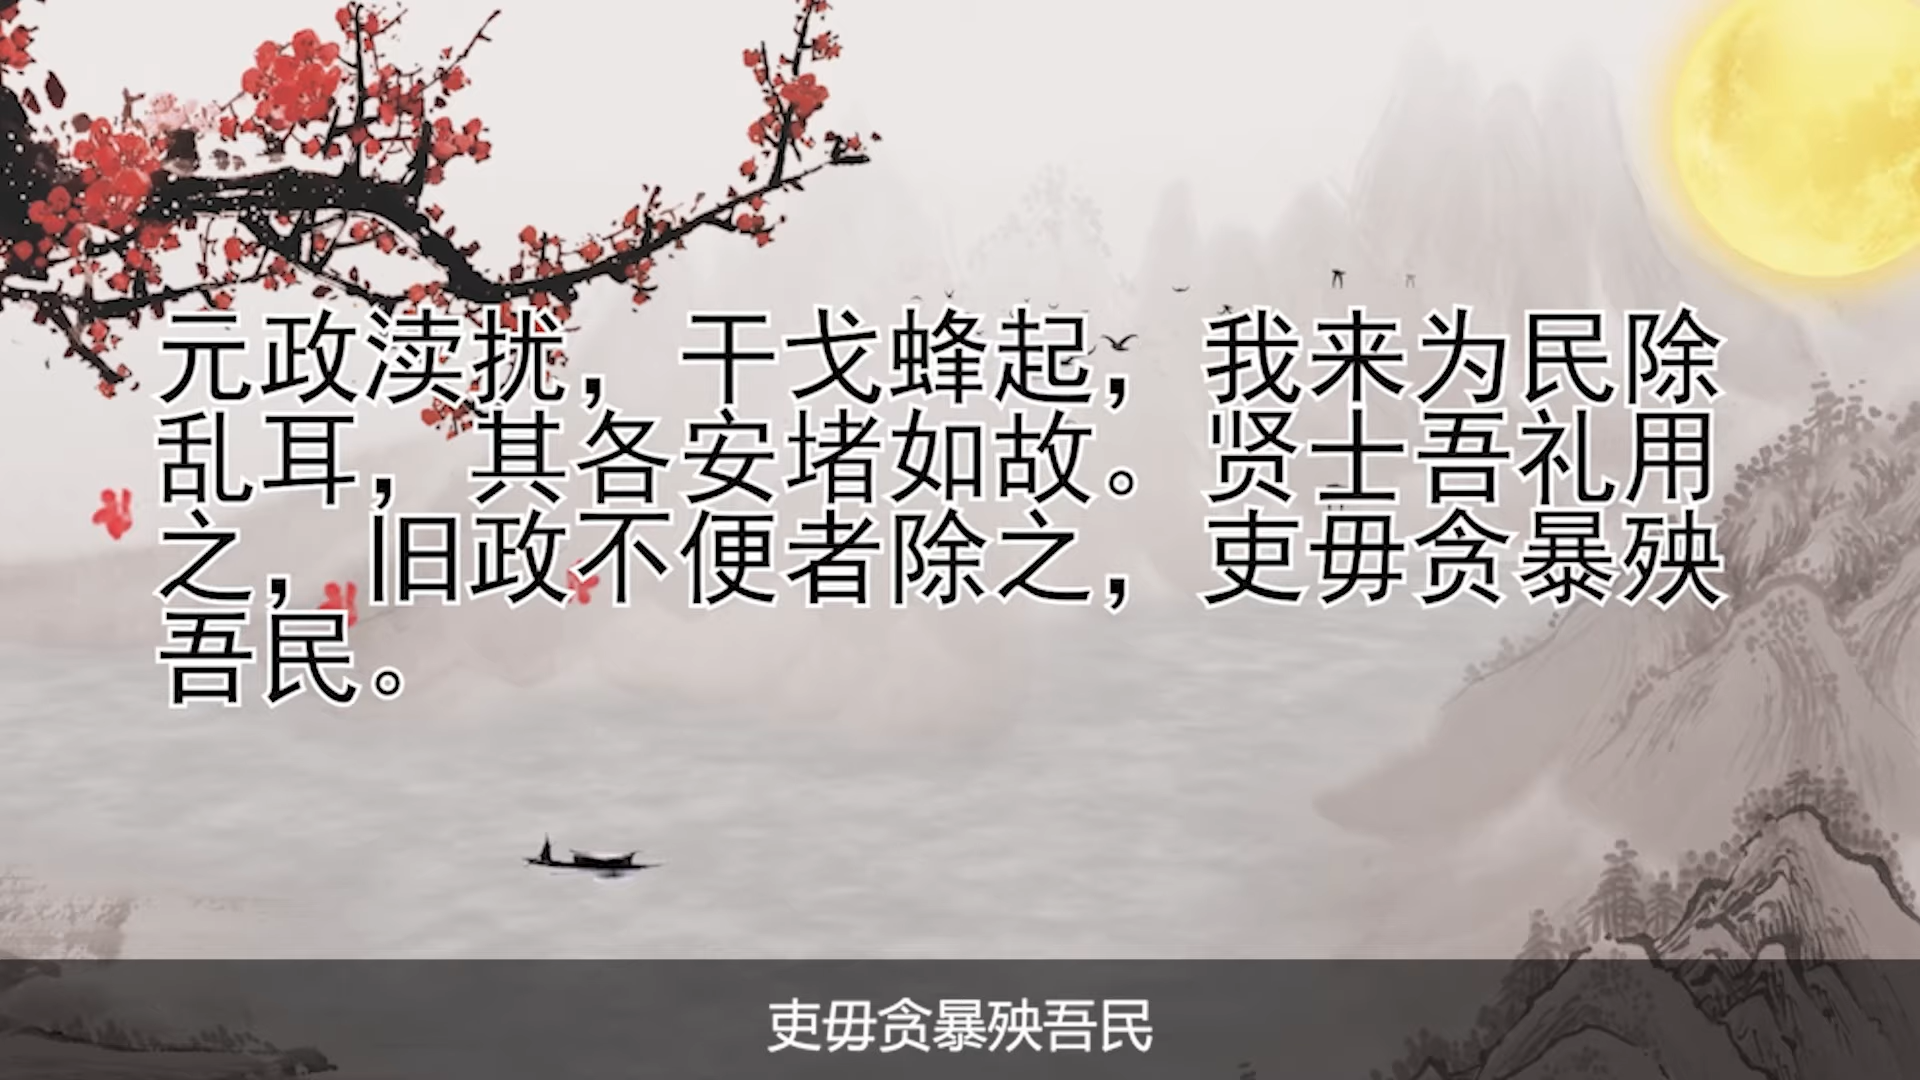 元政渎扰，干戈蜂起，我来为民除
乱耳，其各安堵如故。贤士吾礼用
之，旧政不便者除之，吏毋贪暴殃
吾民。
吏毋贪暴殃吾民